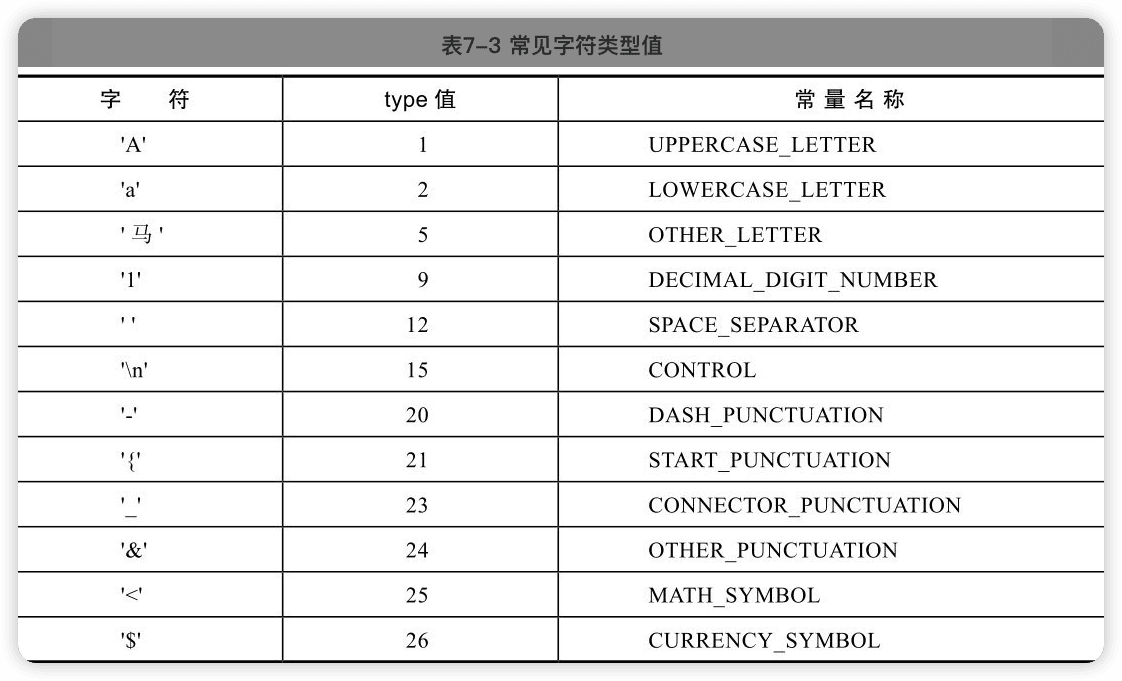 表7-3 常见字符类型值
字 符 type 值 常 量 名 称
'A' 1 UPPERCASE_LETTER
'a' 2 LOWERCASE_LETTER
' 马 ' 5 OTHER_LETTER
'1' 9 DECIMAL_DIGIT_NUMBER
' ' 12 SPACE_SEPARATOR
'\n' 15 CONTROL
'-' 20 DASH_PUNCTUATION
'{' 21 START_PUNCTUATION
'_' 23 CONNECTOR_PUNCTUATION
'&' 24 OTHER_PUNCTUATION
'<' 25 MATH_SYMBOL
'$' 26 CURRENCY_SYMBOL